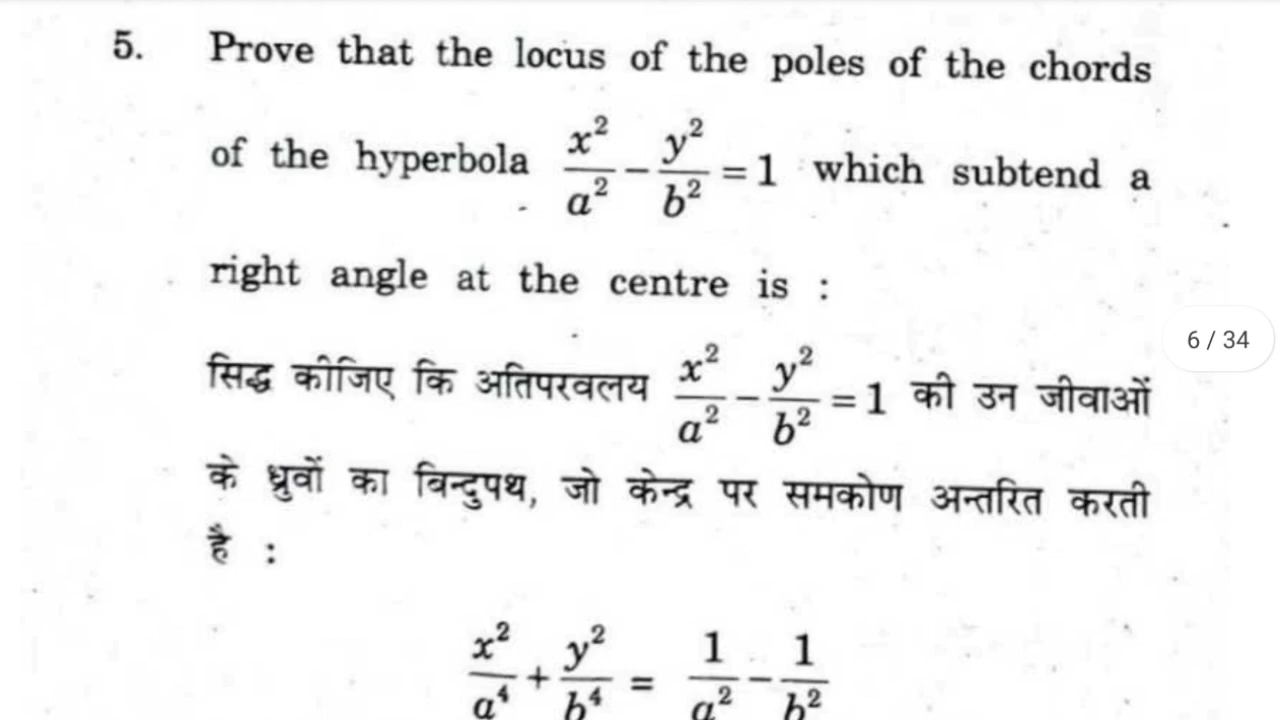 5. Prove that the locus of the poles of the chords
of the hyperbola x²/a² - y²/b² = 1 which subtend a
right angle at the centre is :
सिद्ध कीजिए कि अतिपरवलय x²/a² - y²/b² = 1 की उन जीवाओं
के ध्रुवों का बिन्दुपथ, जो केन्द्र पर समकोण अन्तरित करती
है :
x²/a⁴ + y²/b⁴ = 1/a² - 1/b²
6 / 34